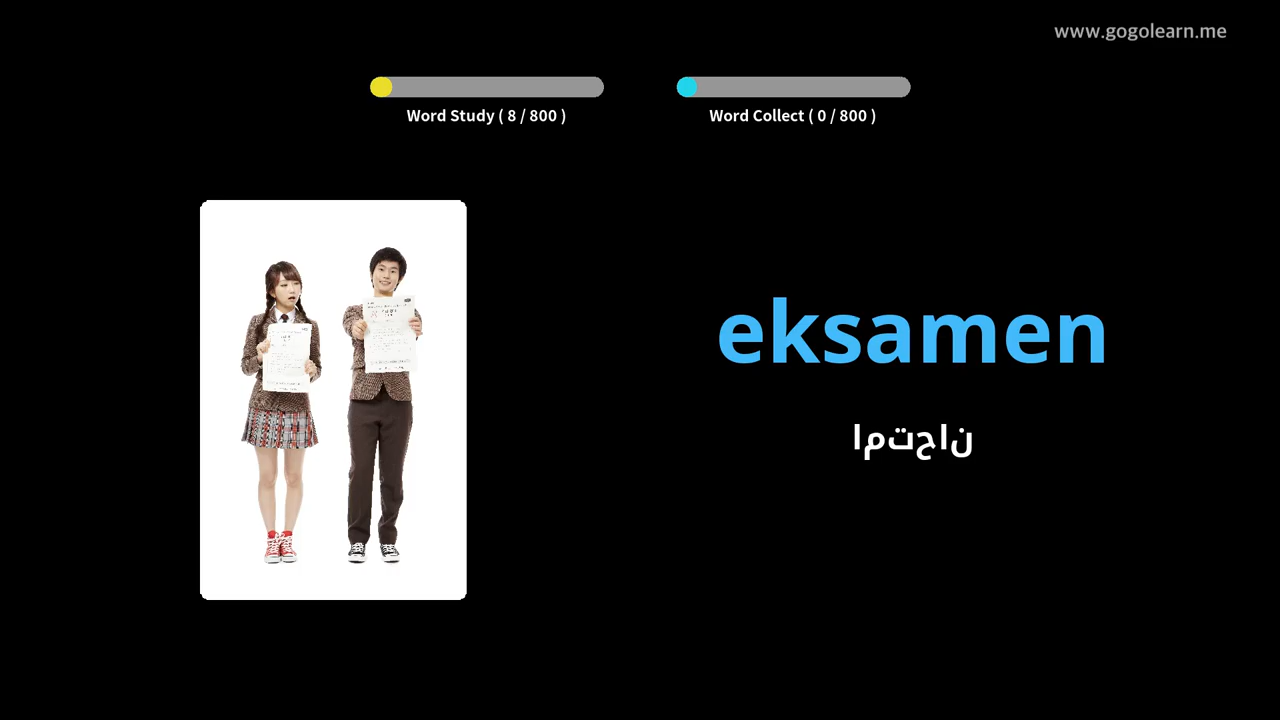 www.gogolearn.me
Word Study ( 8 / 800 )
Word Collect ( 0 / 800 )
eksamen
امتحان